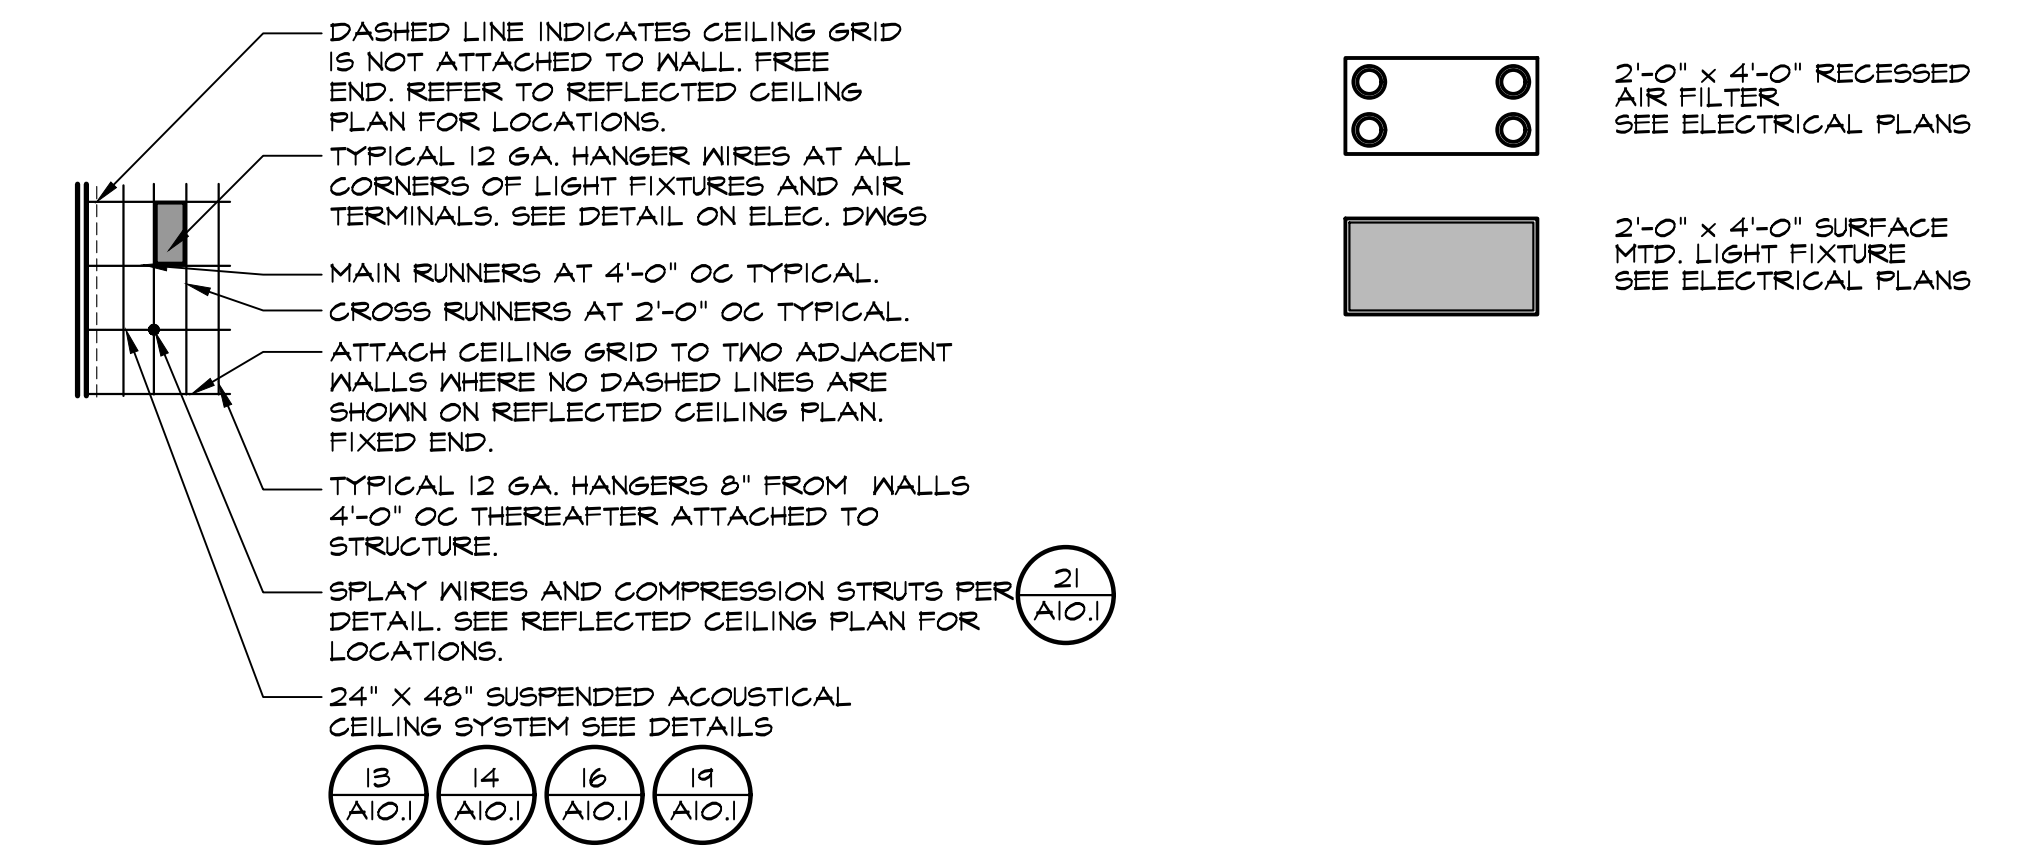 DASHED LINE INDICATES CEILING GRID
IS NOT ATTACHED TO WALL. FREE
END. REFER TO REFLECTED CEILING
PLAN FOR LOCATIONS.
TYPICAL 12 GA. HANGER WIRES AT ALL
CORNERS OF LIGHT FIXTURES AND AIR
TERMINALS. SEE DETAIL ON ELEC. DWGS
MAIN RUNNERS AT 4'-0" OC TYPICAL.
CROSS RUNNERS AT 2'-0" OC TYPICAL.
ATTACH CEILING GRID TO TWO ADJACENT
WALLS WHERE NO DASHED LINES ARE
SHOWN ON REFLECTED CEILING PLAN.
FIXED END.
TYPICAL 12 GA. HANGERS 8" FROM WALLS
4'-0" OC THEREAFTER ATTACHED TO
STRUCTURE.
SPLAY WIRES AND COMPRESSION STRUTS PER
DETAIL. SEE REFLECTED CEILING PLAN FOR
LOCATIONS.
21
A10.1
24" X 48" SUSPENDED ACOUSTICAL
CEILING SYSTEM SEE DETAILS
13
A10.1
14
A10.1
16
A10.1
19
A10.1
2'-0" x 4'-0" RECESSED
AIR FILTER
SEE ELECTRICAL PLANS
2'-0" x 4'-0" SURFACE
MTD. LIGHT FIXTURE
SEE ELECTRICAL PLANS